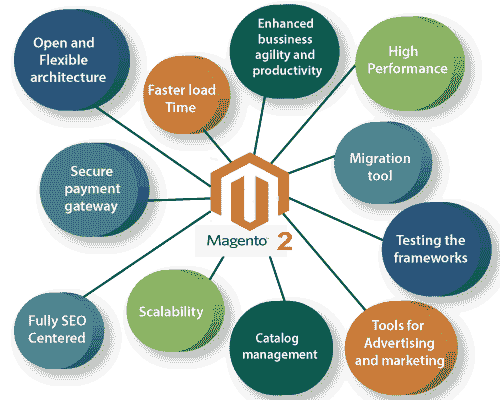 Open and
Flexible
architecture
Faster load
Time
Enhanced
bussiness
agility and
productivity
High
Performance
Secure
payment
gateway
Migration
tool
Magento 2
Testing the
frameworks
Fully SEO
Centered
Scalability
Catalog
management
Tools for
Advertising
and marketing